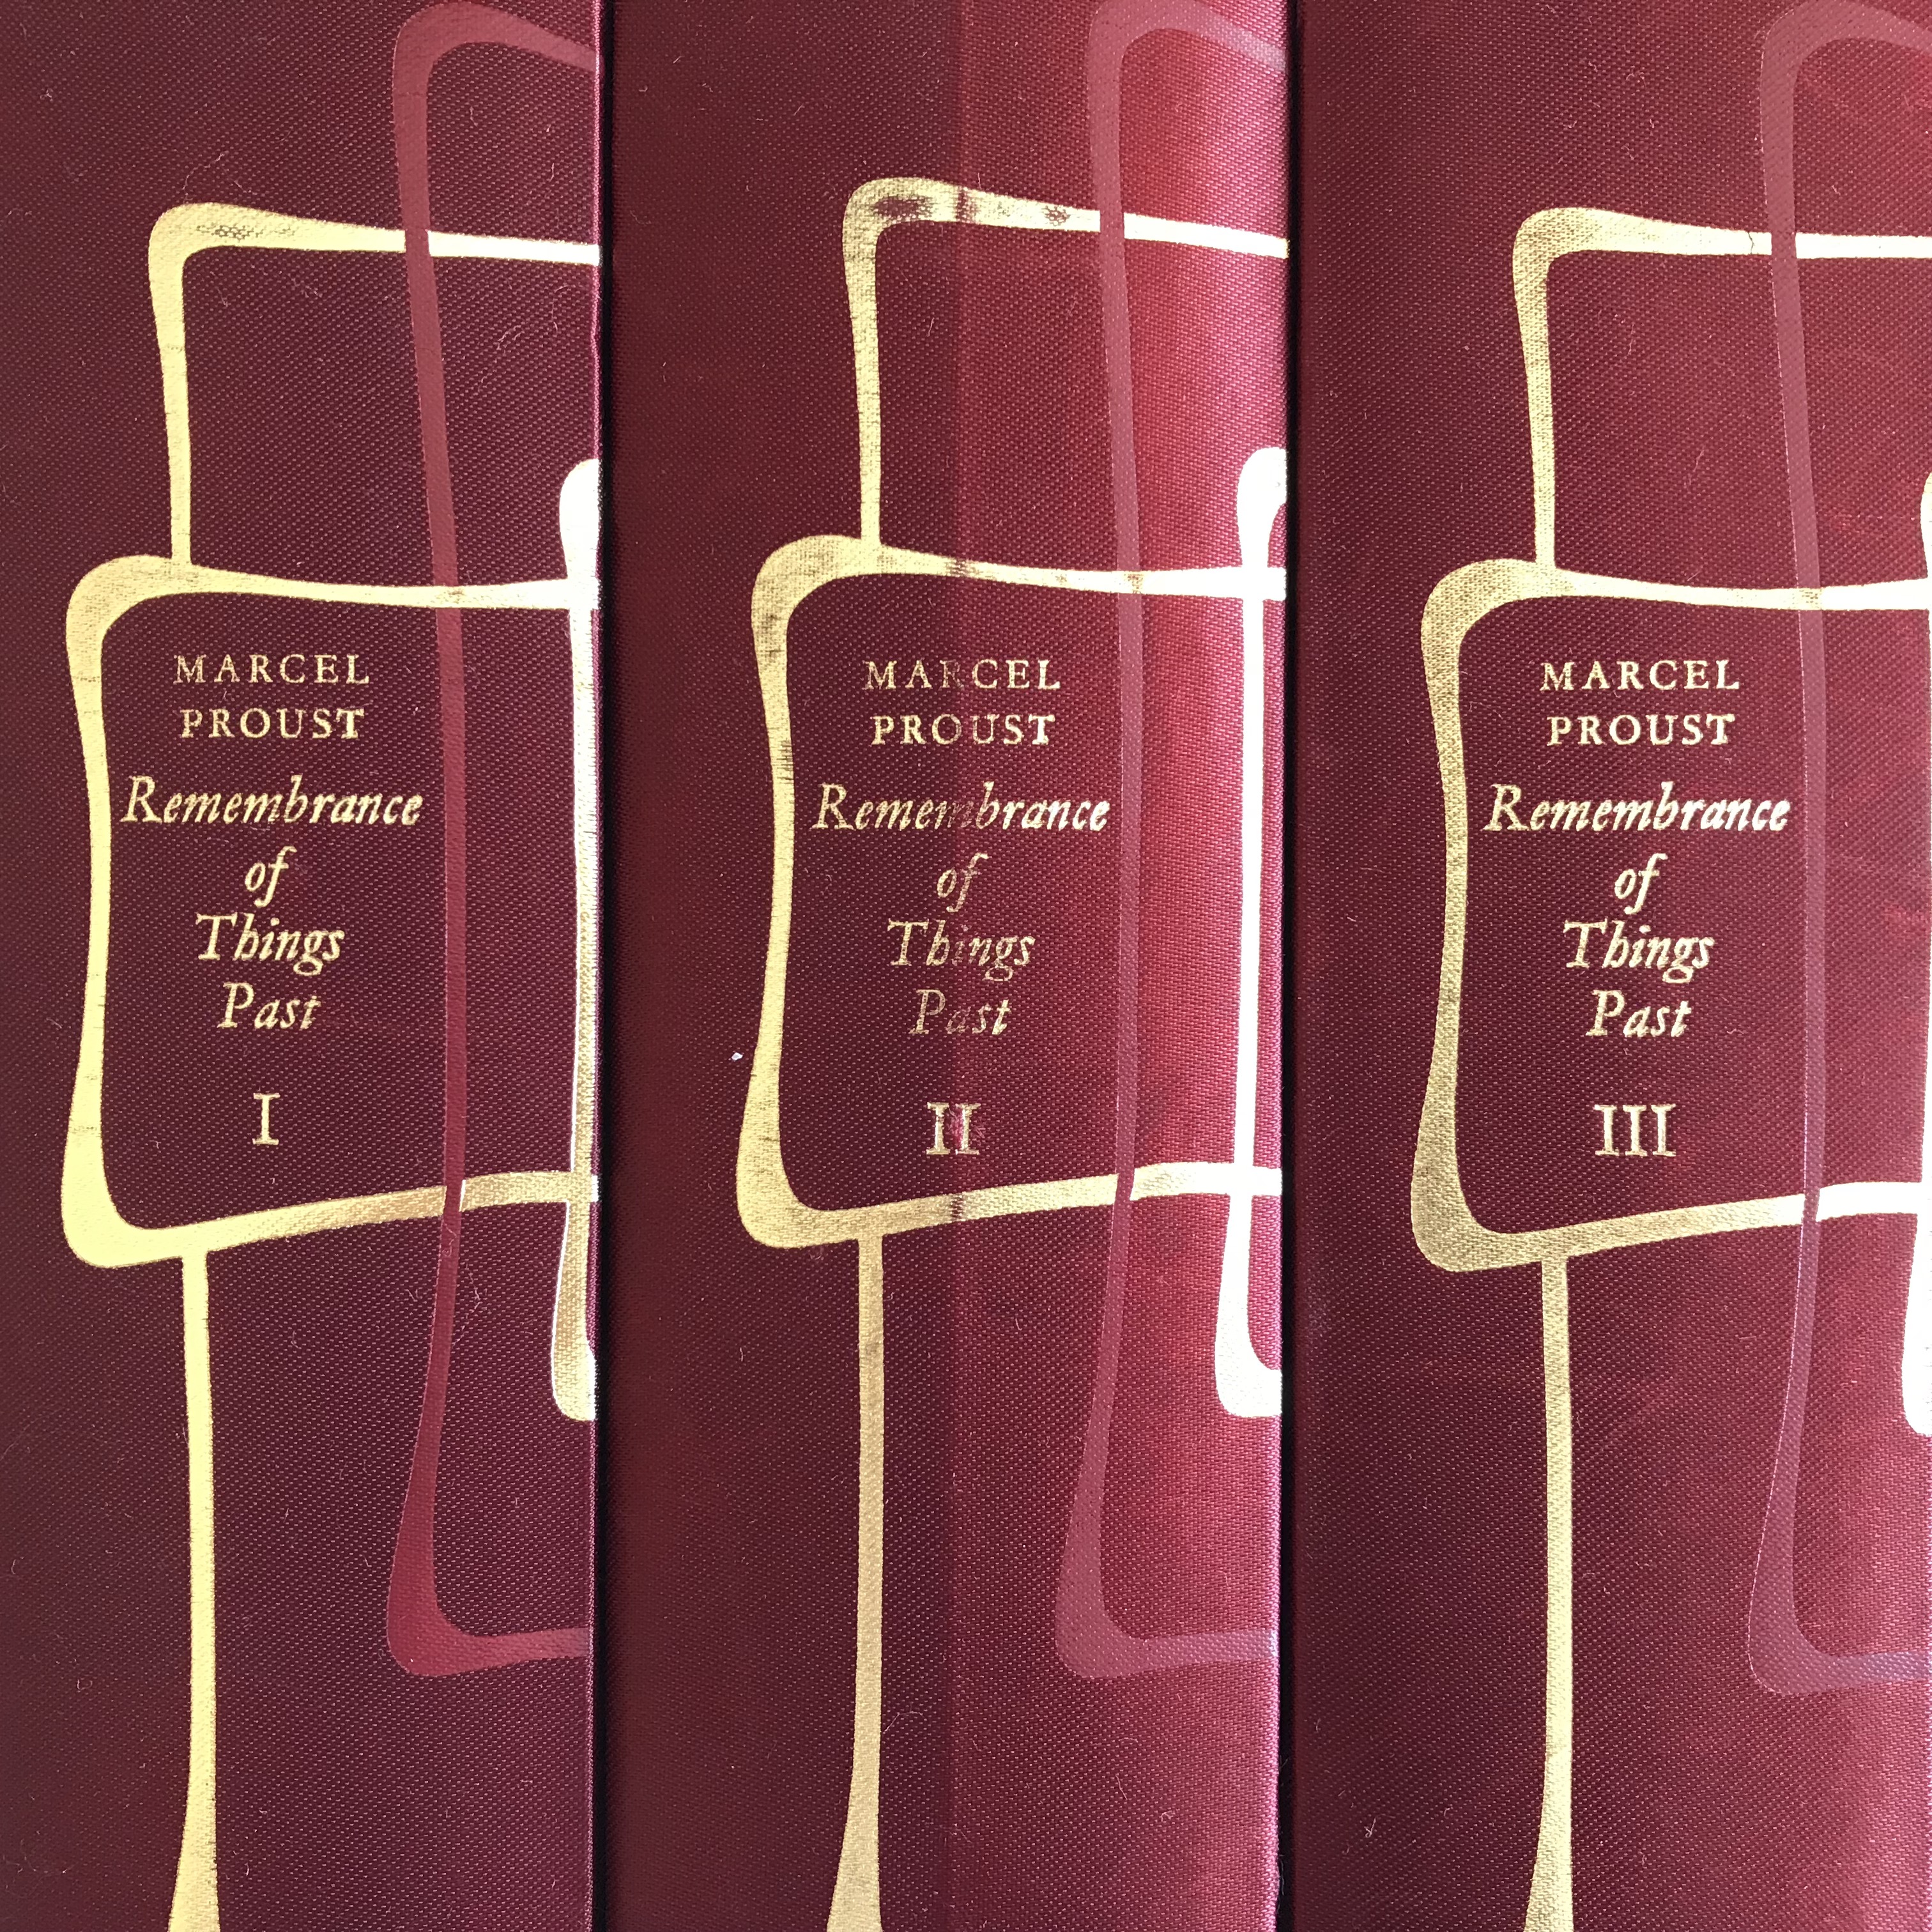 MARCEL
PROUST
Remembrance
of
Things
Past
I
MARCEL
PROUST
Remembrance
of
Things
Past
II
MARCEL
PROUST
Remembrance
of
Things
Past
III